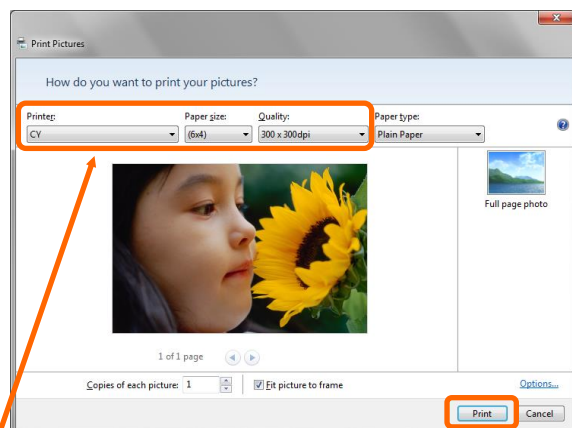 Print Pictures
How do you want to print your pictures?
Printer: Paper size: Quality: Paper type:
CY (6x4) 300 x 300dpi Plain Paper
Full page photo
1 of 1 page
Copies of each picture: 1 Fit picture to frame Options...
Print Cancel